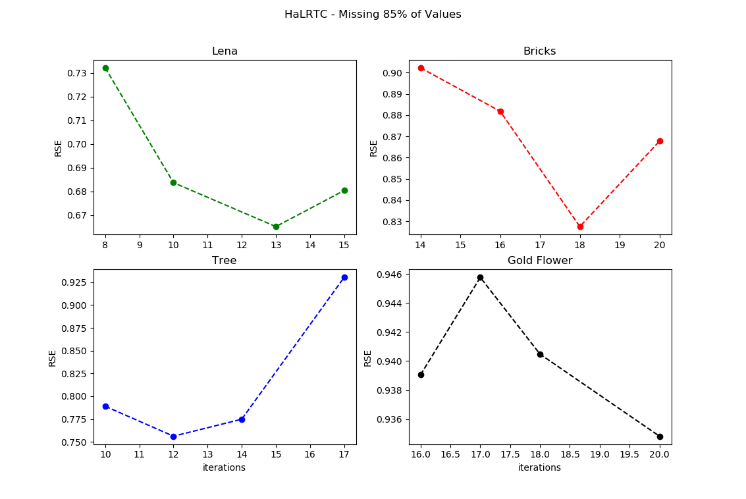 HaLRTC - Missing 85% of Values
Lena
RSE
0.73
0.72
0.71
0.70
0.69
0.68
0.67
8 9 10 11 12 13 14 15
Bricks
RSE
0.90
0.89
0.88
0.87
0.86
0.85
0.84
0.83
14 15 16 17 18 19 20
Tree
RSE
0.925
0.900
0.875
0.850
0.825
0.800
0.775
0.750
10 11 12 13 14 15 16 17
iterations
Gold Flower
RSE
0.946
0.944
0.942
0.940
0.938
0.936
16.0 16.5 17.0 17.5 18.0 18.5 19.0 19.5 20.0
iterations